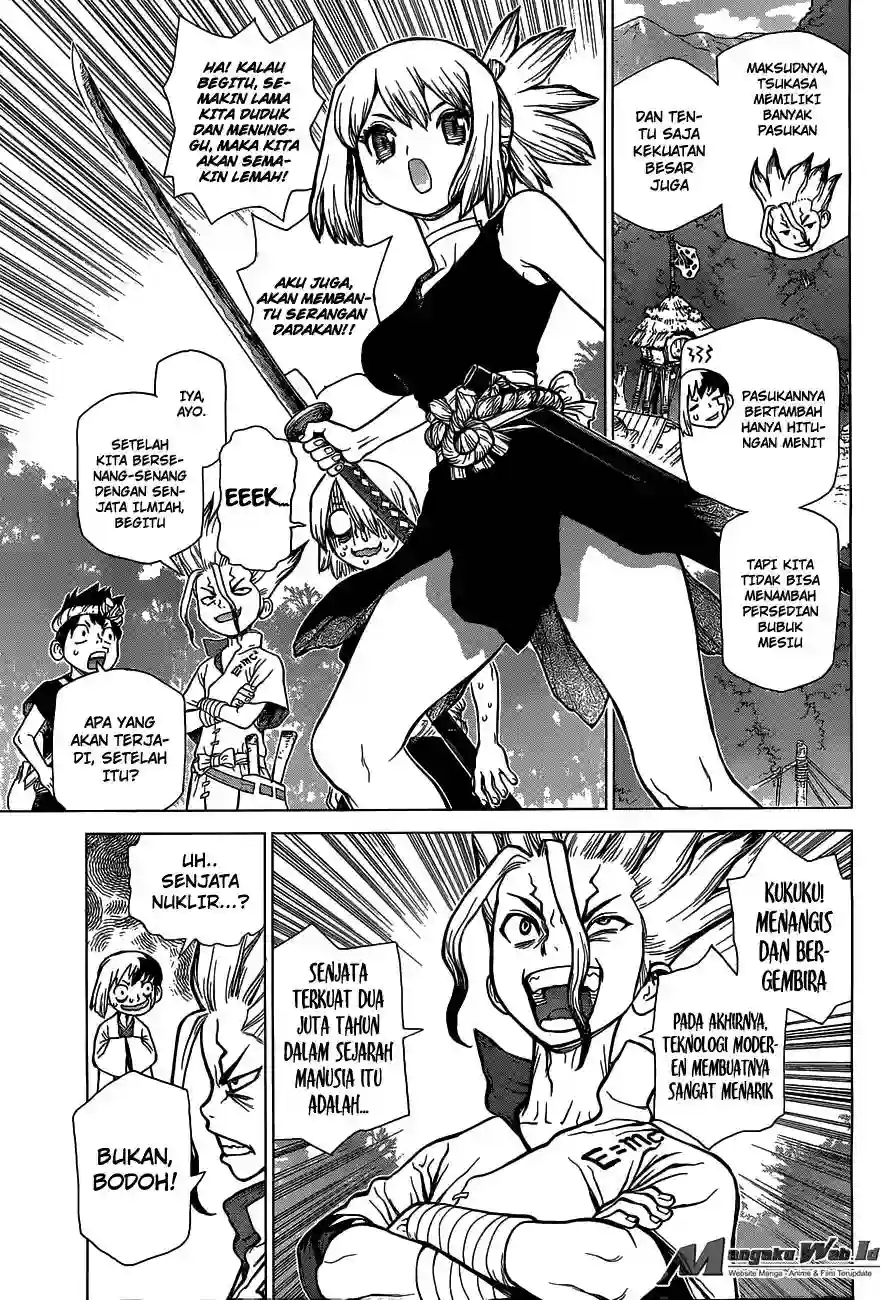 MAKSUDNYA,
TSUKASA
MEMILIKI
BANYAK
PASUKAN
DAN TEN-
TU SAJA
KEKUATAN
BESAR
JUGA
PASUKANNYA
BERTAMBAH
HANYA HITU-
NGAN MENIT
TAPI KITA
TIDAK BISA
MENAMBAH
PERSEDIAN
BUBUK
MESIU
HA! KALAU
BEGITU, SE-
MAKIN LAMA
KITA DUDUK
DAN MENUNG-
GU, MAKA KITA
AKAN SEMA-
KIN LEMAH!
AKU JUGA,
AKAN MEMBAN-
TU SERANGAN
DADAKAN!!
EEEK...
IYA,
AYO.
SETELAH
KITA BERSE-
NANG-SENANG
DENGAN SEN-
JATA ILMIAH,
BEGITU
E=mc²
APA YANG
AKAN TERJA-
DI, SETELAH
ITU?
KUKUKU!
MENANGIS
DAN BER-
GEMBIRA
PADA AKHIRNYA,
TEKNOLOGI MODER-
EN MEMBUATNYA
SANGAT MENARIK
SENJATA
TERKUAT DUA
JUTA TAHUN
DALAM SEJARAH
MANUSIA ITU
ADALAH...
E=mc
UH..
SENJATA
NUKLIR...?
BUKAN,
BODOH!
Mangaku.Web.Id
Website Manga - Anime & Film Terupdate